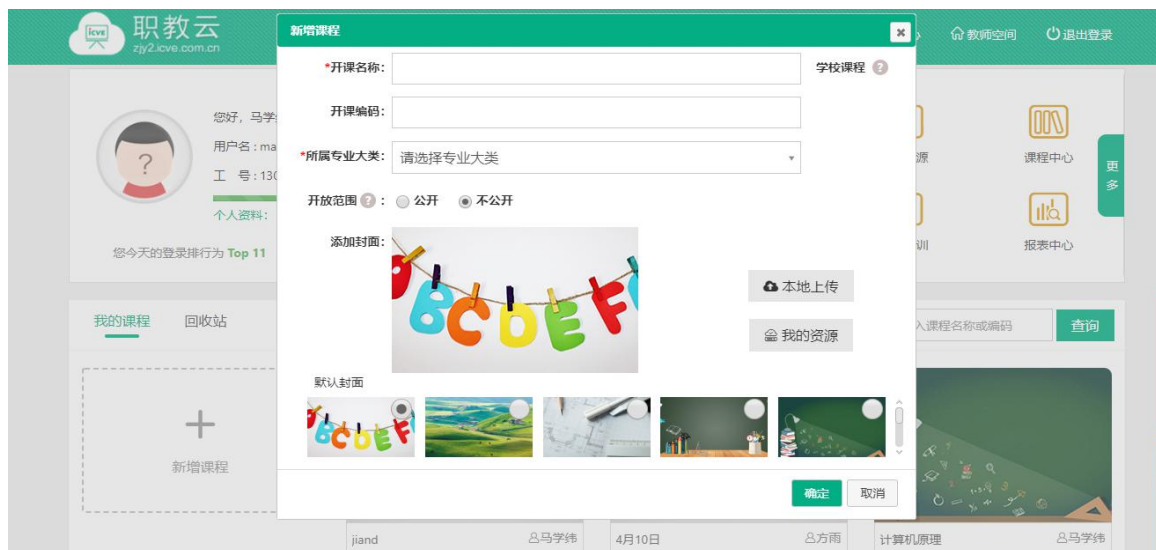 icve
职教云
zjy2.icve.com.cn
教师空间
退出登录
新增课程
*开课名称:
学校课程 ?
开课编码:
*所属专业大类:
请选择专业大类
开放范围 ? :
公开
不公开
添加封面:
ABCDEF
本地上传
我的资源
默认封面
ABCDEF
确定
取消
您好, 马学
用户名 : ma
工 号 : 130
个人资料:
您今天的登录排行为 Top 11
源
课程中心
训
报表中心
更多
我的课程
回收站
入课程名称或编码
查询
新增课程
jiand
马学纬
4月10日
方雨
计算机原理
马学纬